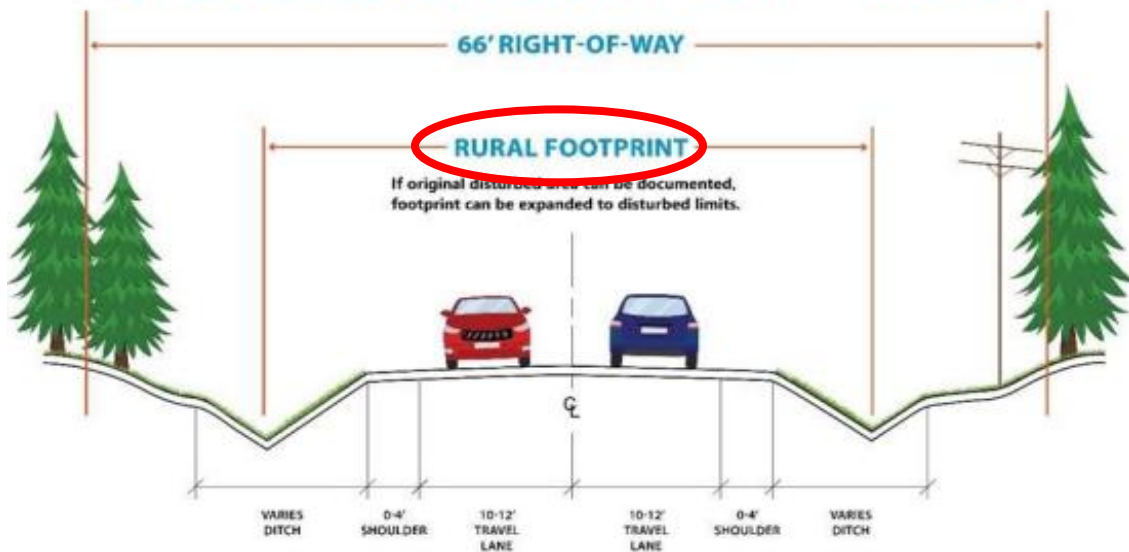 66' RIGHT-OF-WAY
RURAL FOOTPRINT
If original disturbed area can be documented,
footprint can be expanded to disturbed limits.
℄
VARIES
DITCH
0-4'
SHOULDER
10-12'
TRAVEL
LANE
10-12'
TRAVEL
LANE
0-4'
SHOULDER
VARIES
DITCH